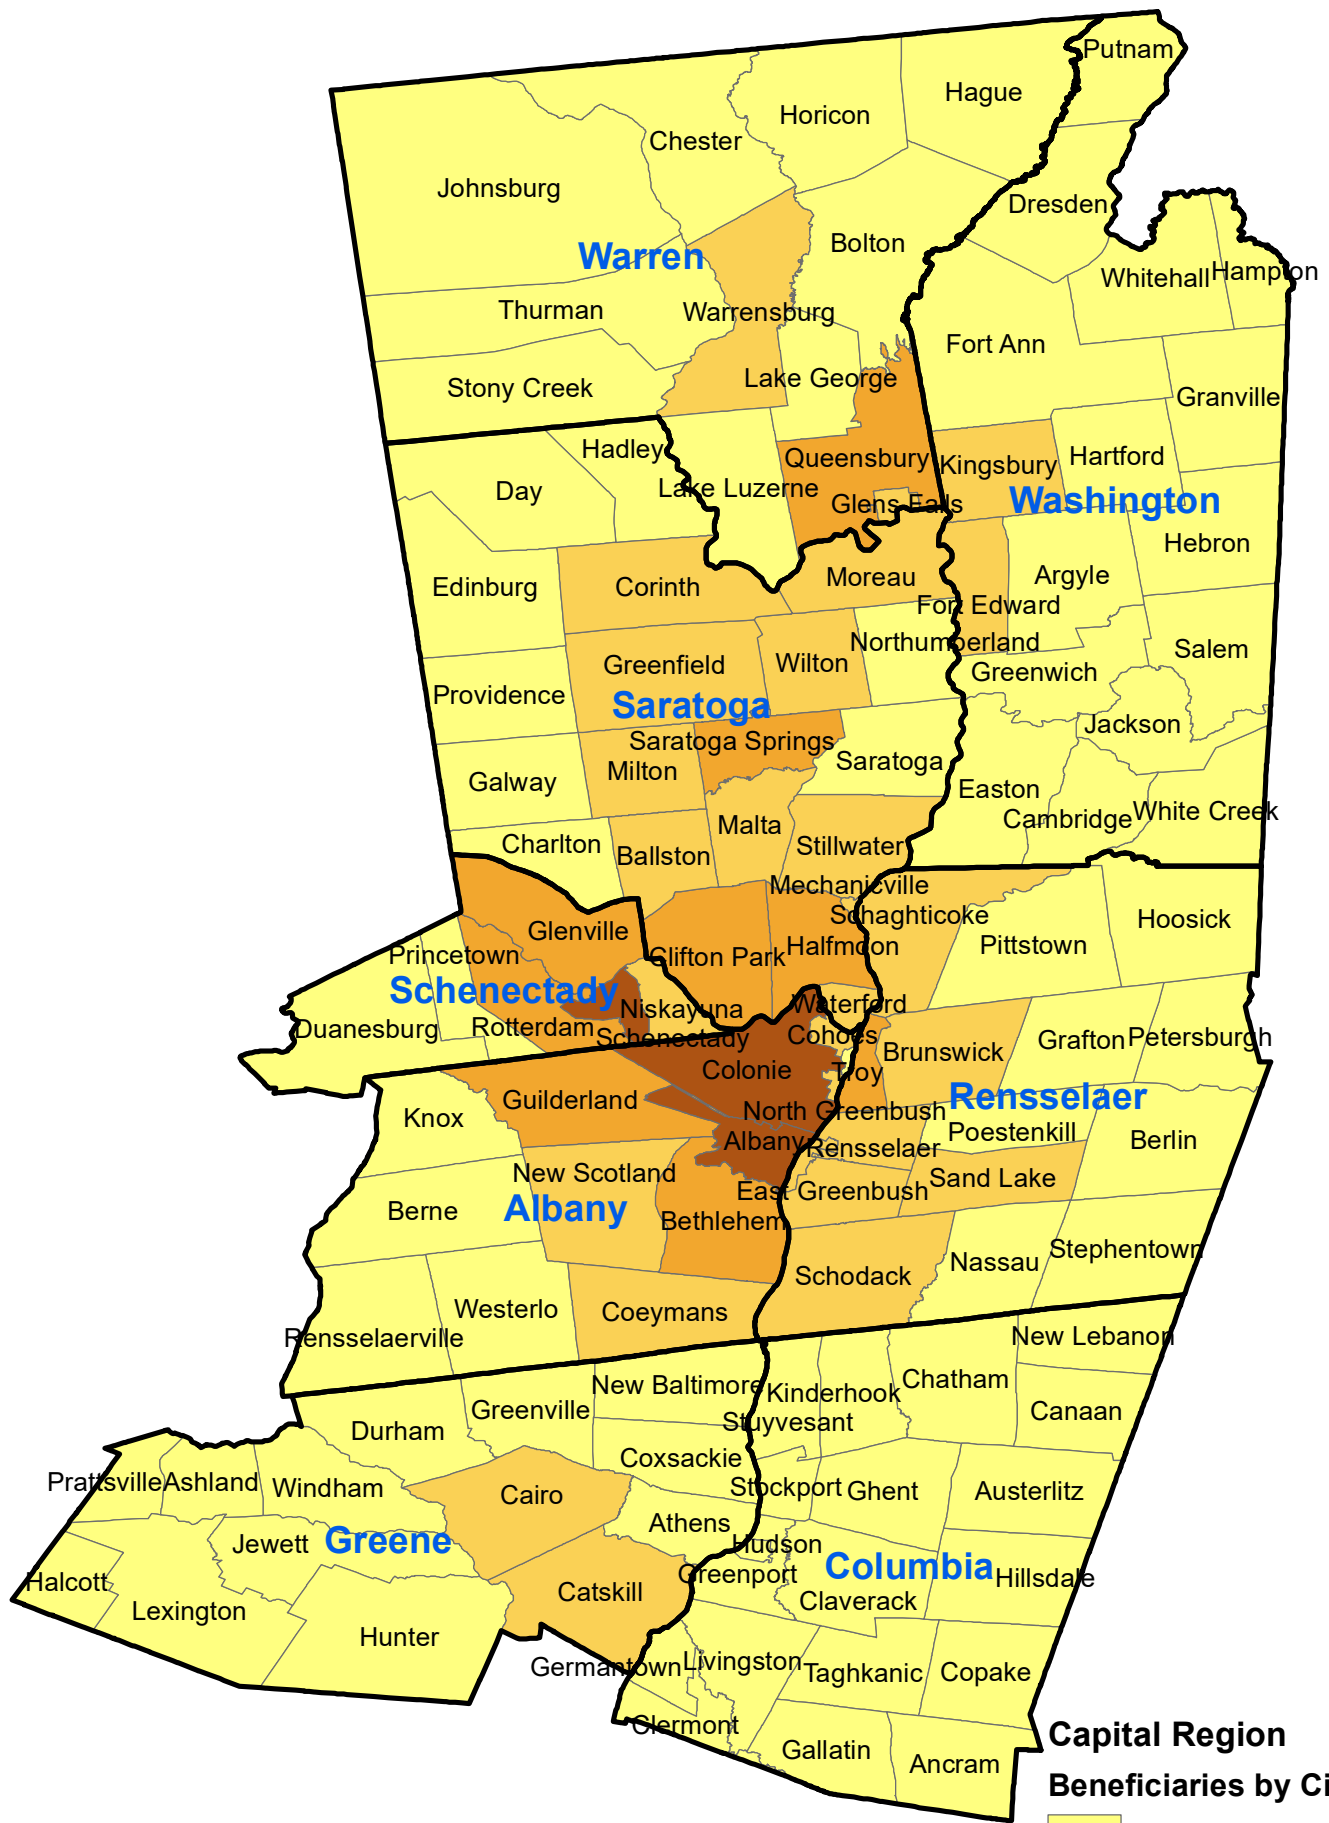 Putnam
Hague
Horicon
Chester
Johnsburg
Dresden
Bolton
Warren
Whitehall
Hampton
Thurman
Warrensburg
Fort Ann
Lake George
Stony Creek
Granville
Hadley
Queensbury
Kingsbury
Hartford
Day
Lake Luzerne
Glens Falls
Washington
Hebron
Edinburg
Corinth
Moreau
Argyle
Fort Edward
Northumberland
Salem
Greenfield
Wilton
Greenwich
Providence
Saratoga
Jackson
Saratoga Springs
Milton
Saratoga
Galway
Easton
Cambridge
White Creek
Malta
Charlton
Ballston
Stillwater
Mechanicville
Schaghticoke
Hoosick
Glenville
Halfmoon
Pittstown
Princetown
Clifton Park
Schenectady
Niskayuna
Waterford
Duanesburg
Rotterdam
Schenectady
Cohoes
Brunswick
Grafton
Petersburgh
Colonie
Troy
Guilderland
Rensselaer
Knox
North Greenbush
Poestenkill
Berlin
Albany
Rensselaer
New Scotland
Sand Lake
East Greenbush
Berne
Albany
Bethlehem
Stephentown
Nassau
Schodack
Westerlo
Coeymans
Rensselaerville
New Lebanon
New Baltimore
Kinderhook
Chatham
Greenville
Stuyvesant
Canaan
Durham
Coxsackie
Prattsville
Ashland
Windham
Cairo
Stockport
Ghent
Austerlitz
Athens
Jewett
Greene
Hudson
Columbia
Halcott
Greenport
Hillsdale
Catskill
Claverack
Lexington
Hunter
Germantown
Livingston
Taghkanic
Copake
Clermont
Capital Region
Gallatin
Ancram
Beneficiaries by Ci